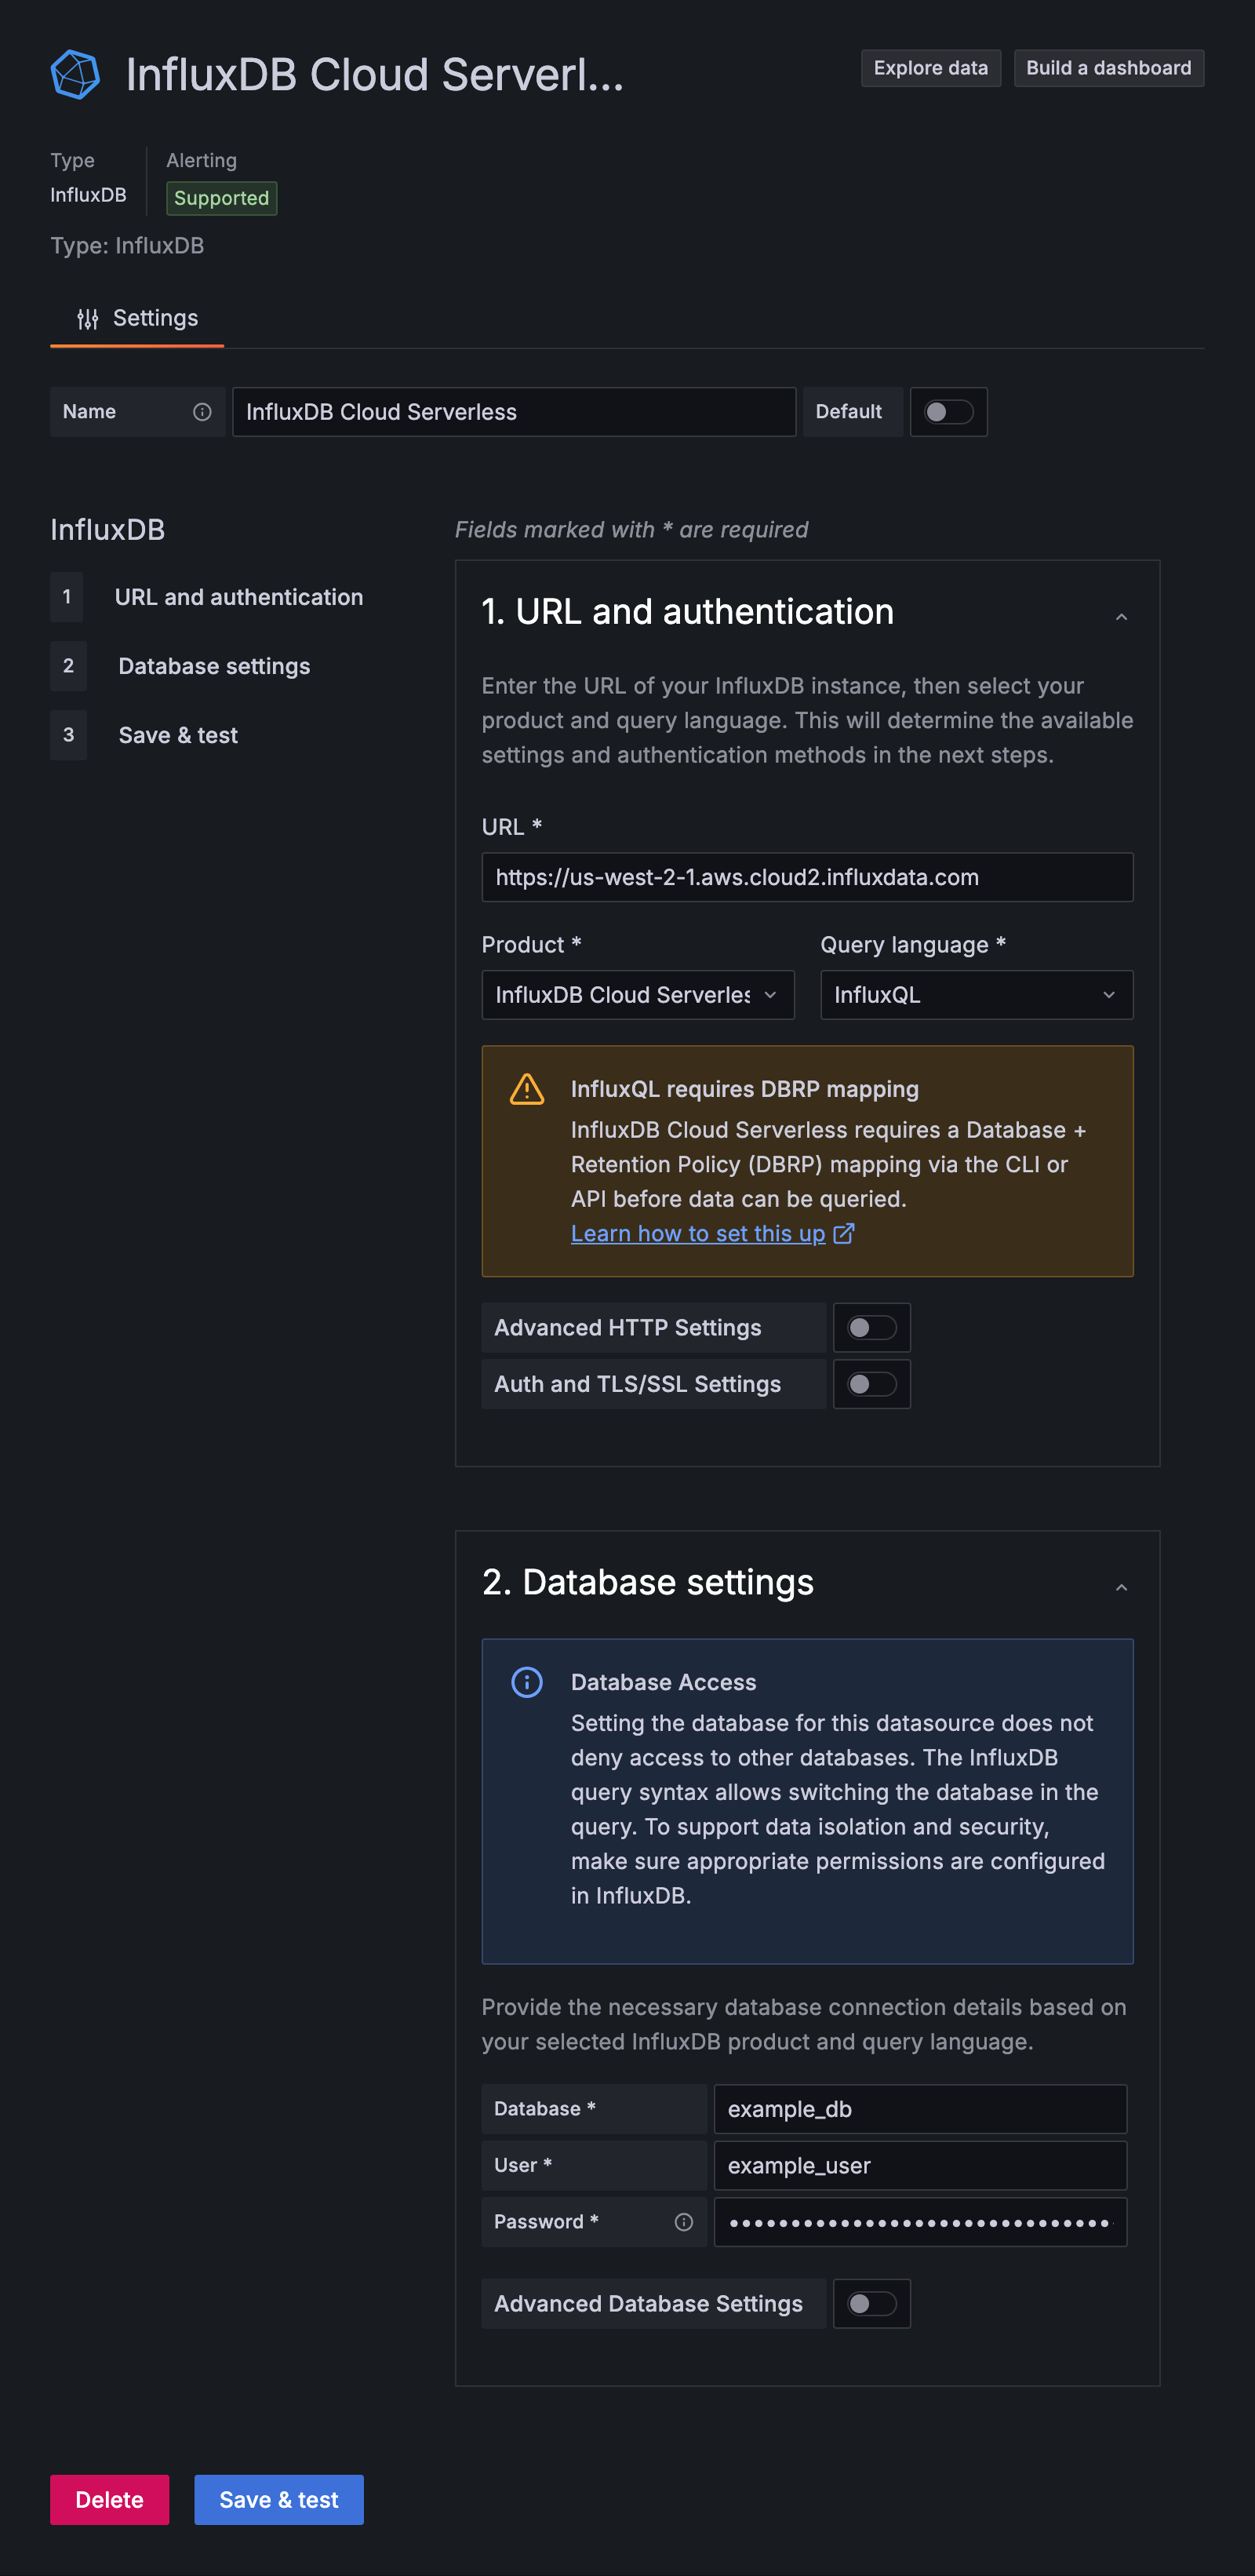 InfluxDB Cloud Serverl...
Explore data
Build a dashboard
Type
Alerting
InfluxDB
Supported
Type: InfluxDB
Settings
Name
InfluxDB Cloud Serverless
Default
InfluxDB
1 URL and authentication
2 Database settings
3 Save & test
Fields marked with * are required
1. URL and authentication
Enter the URL of your InfluxDB instance, then select your
product and query language. This will determine the available
settings and authentication methods in the next steps.
URL *
https://us-west-2-1.aws.cloud2.influxdata.com
Product *
Query language *
InfluxDB Cloud Serverles
InfluxQL
InfluxQL requires DBRP mapping
InfluxDB Cloud Serverless requires a Database +
Retention Policy (DBRP) mapping via the CLI or
API before data can be queried.
Learn how to set this up
Advanced HTTP Settings
Auth and TLS/SSL Settings
2. Database settings
Database Access
Setting the database for this datasource does not
deny access to other databases. The InfluxDB
query syntax allows switching the database in the
query. To support data isolation and security,
make sure appropriate permissions are configured
in InfluxDB.
Provide the necessary database connection details based on
your selected InfluxDB product and query language.
Database *
example_db
User *
example_user
Password *
Advanced Database Settings
Delete
Save & test